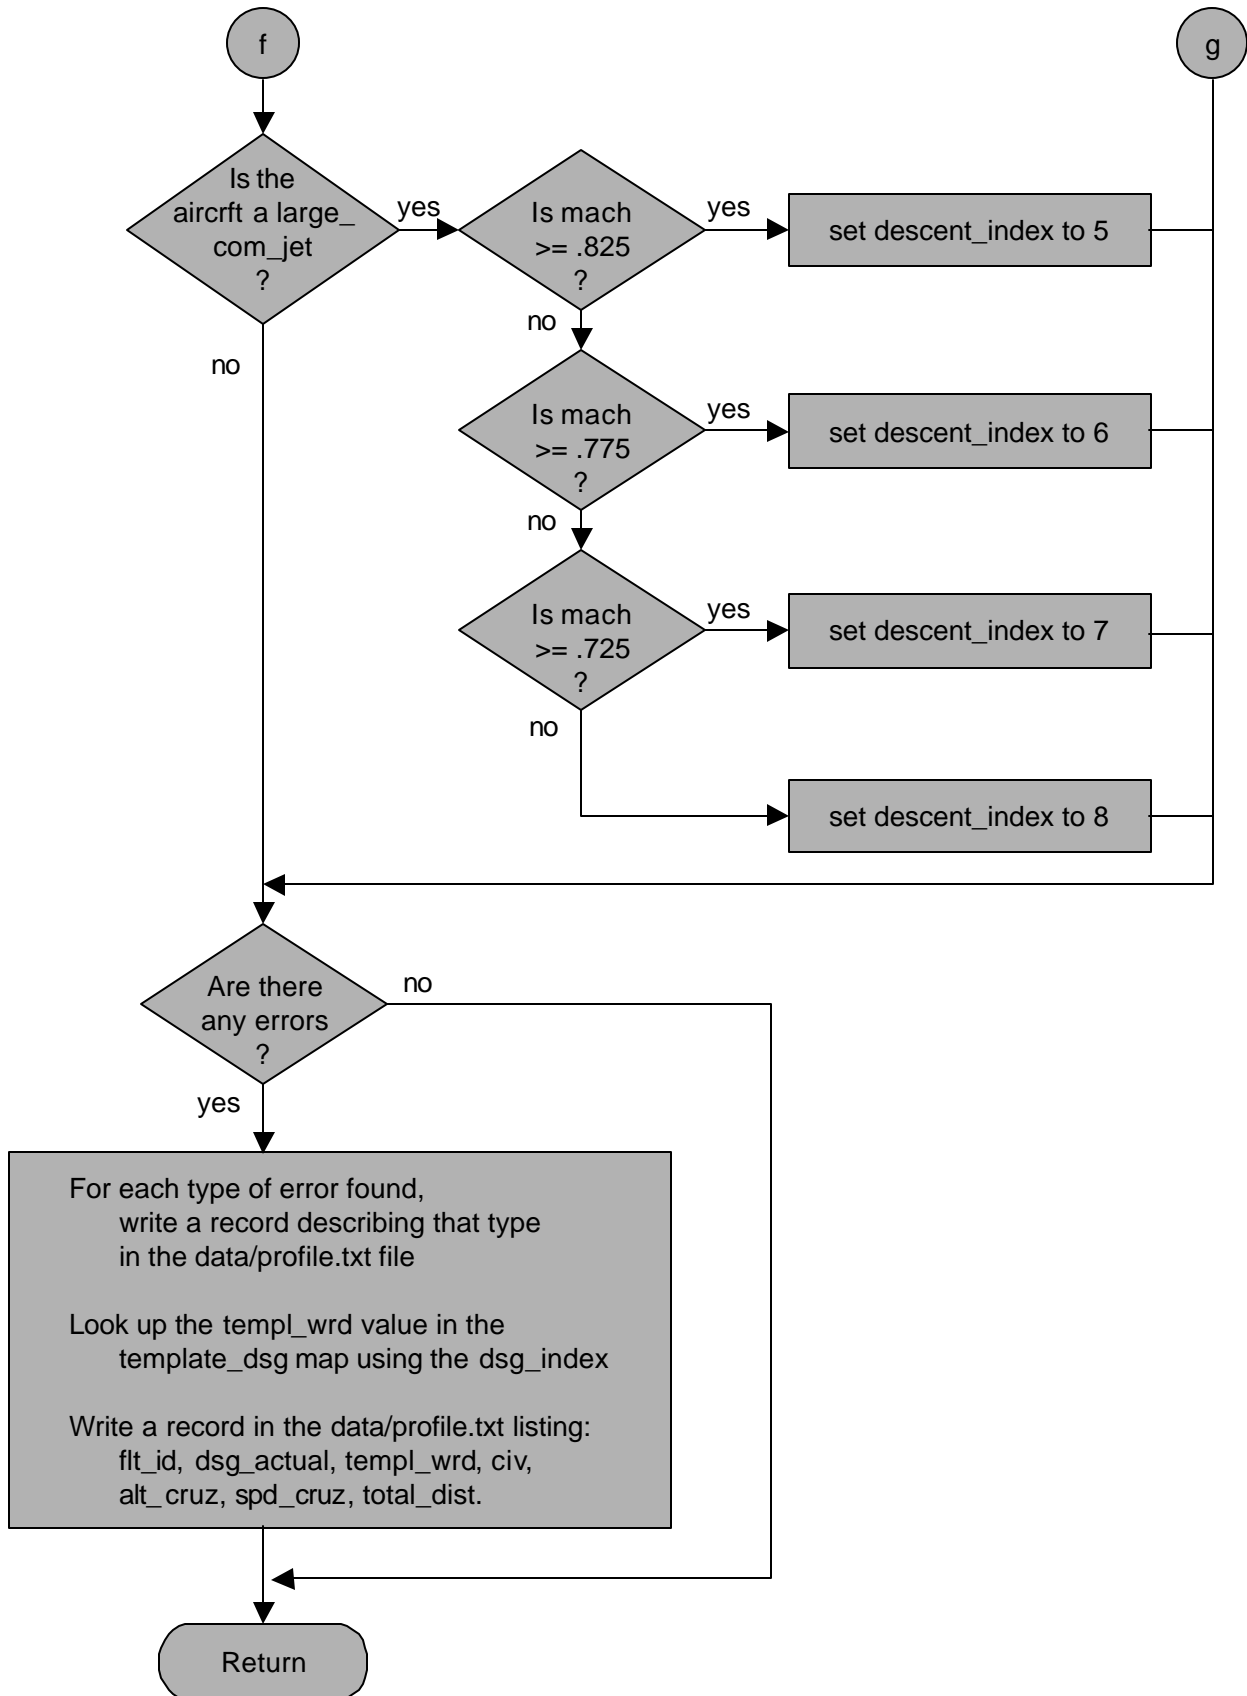 f
g
Is the
aircrft a large_
com_jet
?
yes
Is mach
>= .825
?
yes
set descent_index to 5
no
no
Is mach
>= .775
?
yes
set descent_index to 6
no
Is mach
>= .725
?
yes
set descent_index to 7
no
set descent_index to 8
Are there
any errors
?
no
yes
For each type of error found,
write a record describing that type
in the data/profile.txt file
Look up the templ_wrd value in the
template_dsg map using the dsg_index
Write a record in the data/profile.txt listing:
flt_id, dsg_actual, templ_wrd, civ,
alt_cruz, spd_cruz, total_dist.
Return